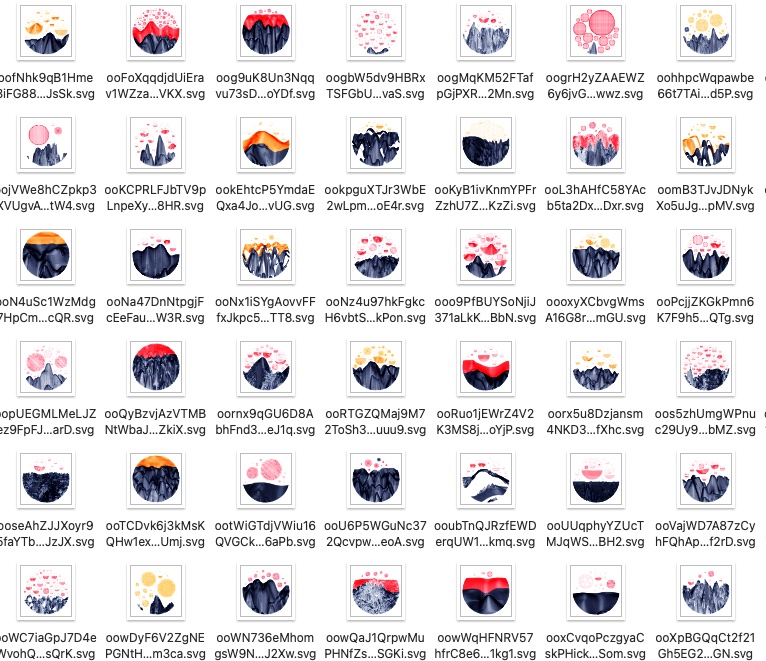 oofNhk9qB1Hme ooFoXqqdjdUiEra oog9uK8Un3Nqq oogbW5dv9HBRx oogMqKM52FTaf oogrH2yZAAEWZ oohhpcWqpawbe
3iFG88...JsSk.svg v1WZza...VKX.svg vu73sD...oYDf.svg TSFGbU...vaS.svg pGjPXR...2Mn.svg 6y6jvG...wwz.svg 66t7TAi...d5P.svg
oojVWe8hCZpkp3 ooKCPRLFJbTV9p ookEhtcP5YmdaE ookpguXTJr3WbE ooKyB1ivKnmYPFr ooL3hAHfC58YAc oomB3TJvJDNyk
XVUgvA...tW4.svg LnpeXy...8HR.svg Qxa4Jo...vUG.svg 2wLpm...oE4r.svg ZzhU7Z...KzZi.svg b5ta2Dx...Dxr.svg Xo5uJg...pMV.svg
ooN4uSc1WzMdg ooNa47DnNtpgjF ooNx1iSYgAovvFF ooNz4u97hkFgkc ooo9PfBUYSoNjiJ oooxyXCbvgWms ooPcjjZKGkPmn6
7HpCm...cQR.svg cEeFau...W3R.svg fxJkpc5...TT8.svg H6vbtS...kPon.svg 371aLkK...BbN.svg A16G8r...mGU.svg K7F9h5...QTg.svg
oopUEGMLMeLJZ ooQyBzvjAzVTMB oornx9qGU6D8A ooRTGZQMaj9M7 ooRuo1jEWrZ4V2 oorx5u8Dzjansm oos5zhUmgWPnu
ez9FpFJ...arD.svg NtWbaJ...ZkiX.svg bhFnd3...eJ1q.svg 2ToSh3...uuu9.svg K3MS8j...oYjP.svg 4NKD3...fXhc.svg c29Uy9...bMZ.svg
ooseAhZJJXoyr9 ooTCDvk6j3kMsK ootWiGTdjVWiu16 ooU6P5WGuNc37 ooubTnQJRzfEWD ooUUqphyYZUcT ooVajWD7A87zCy
5faYTb...JzJX.svg QHw1ex...Umj.svg QVGCk...6aPb.svg 2Qcvpw...eoA.svg erqUW1...kmq.svg MJqWS...BH2.svg hFQhAp...f2rD.svg
ooWC7iaGpJ7D4e oowDyF6V2ZgNE ooWN736eMhom oowQaJ1QrpwMu oowWqHFNRV57 ooxCvqoPczgyaC ooXpBGQqCt2f21
WvohQ...sQrK.svg PGNtH...m3ca.svg gsW9N...J2Xw.svg PHNfZs...SGKi.svg hfrC8e6...1kg1.svg skPHick...Som.svg Gh5EG2...GN.svg